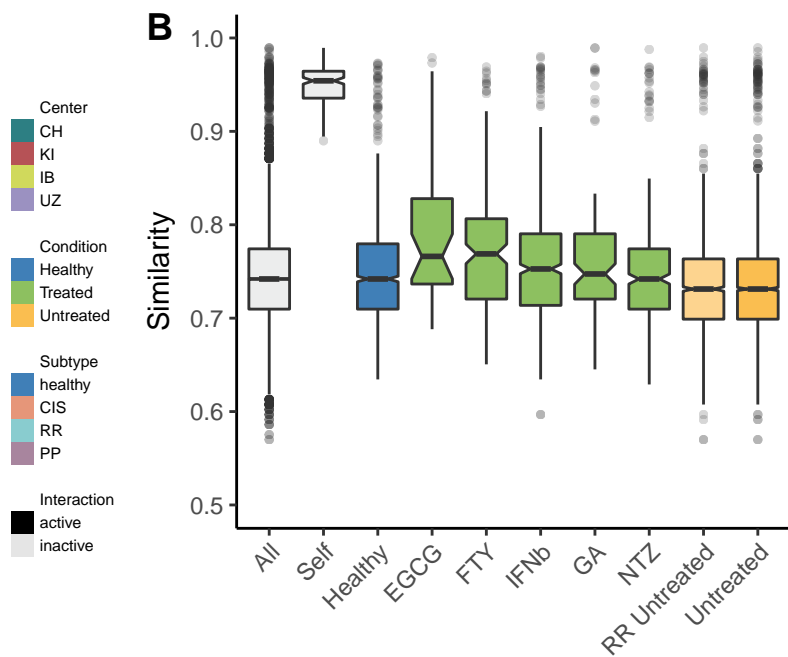 B
Center
CH
KI
IB
UZ
Condition
Healthy
Treated
Untreated
Subtype
healthy
CIS
RR
PP
Interaction
active
inactive
Similarity
1.0
0.9
0.8
0.7
0.6
0.5
All
Self
Healthy
EGCG
FTY
IFNb
GA
NTZ
RR Untreated
Untreated